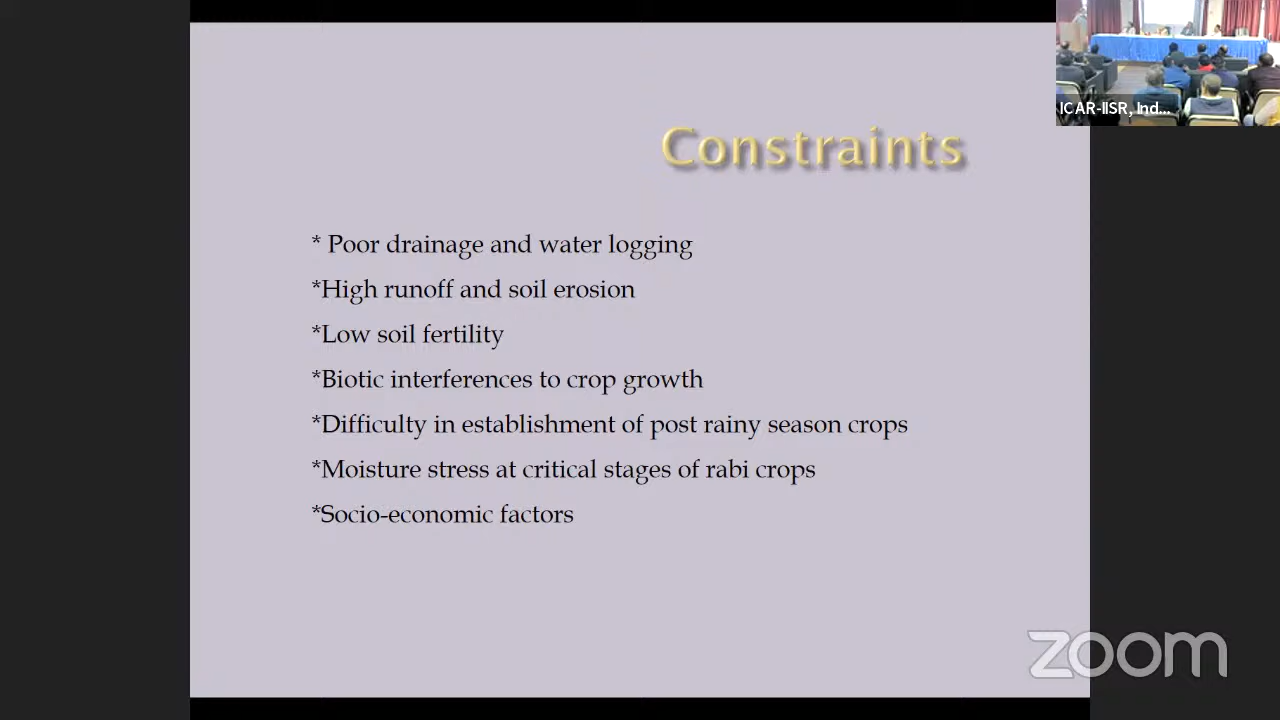 ICAR-IISR, Ind...
Constraints
* Poor drainage and water logging
*High runoff and soil erosion
*Low soil fertility
*Biotic interferences to crop growth
*Difficulty in establishment of post rainy season crops
*Moisture stress at critical stages of rabi crops
*Socio-economic factors
zoom